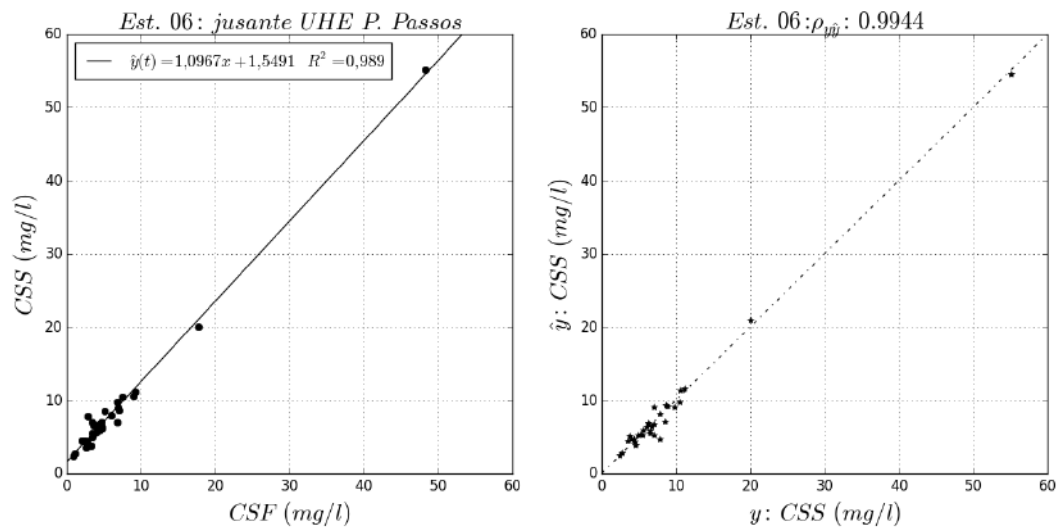 Est. 06: jusante UHE P. Passos
60
50
40
30
20
10
0
CSS (mg/l)
ŷ(t) =1,0967x + 1,5491 R² =0,989
0 10 20 30 40 50 60
CSF (mg/l)
Est. 06:ρyŷ: 0.9944
60
50
40
30
20
10
0
ŷ: CSS (mg/l)
0 10 20 30 40 50 60
y: CSS (mg/l)